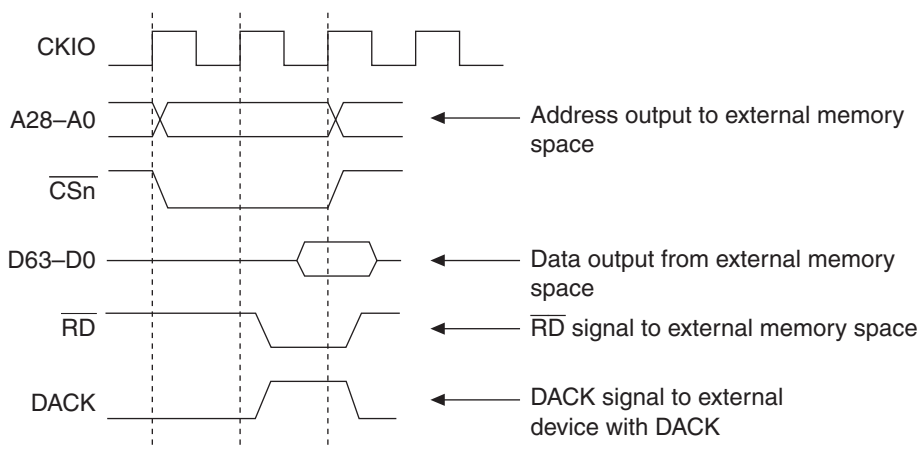 CKIO
A28–A0
Address output to external memory
space
CSn
D63–D0
Data output from external memory
space
RD
RD signal to external memory space
DACK
DACK signal to external
device with DACK